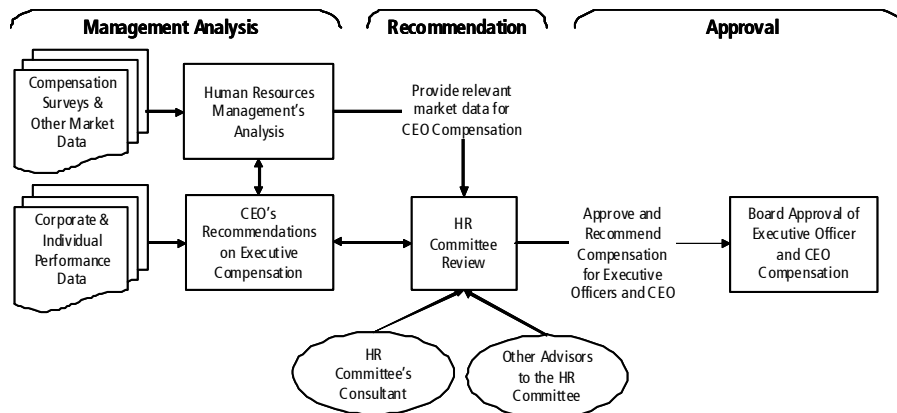 Management Analysis
Recommendation
Approval
Compensation
Surveys &
Other Market
Data
Human Resources
Management's
Analysis
Provide relevant
market data for
CEO Compensation
Corporate &
Individual
Performance
Data
CEO's
Recommendations
on Executive
Compensation
HR
Committee
Review
Approve and
Recommend
Compensation
for Executive
Officers and CEO
Board Approval of
Executive Officer
and CEO
Compensation
HR
Committee's
Consultant
Other Advisors
to the HR
Committee